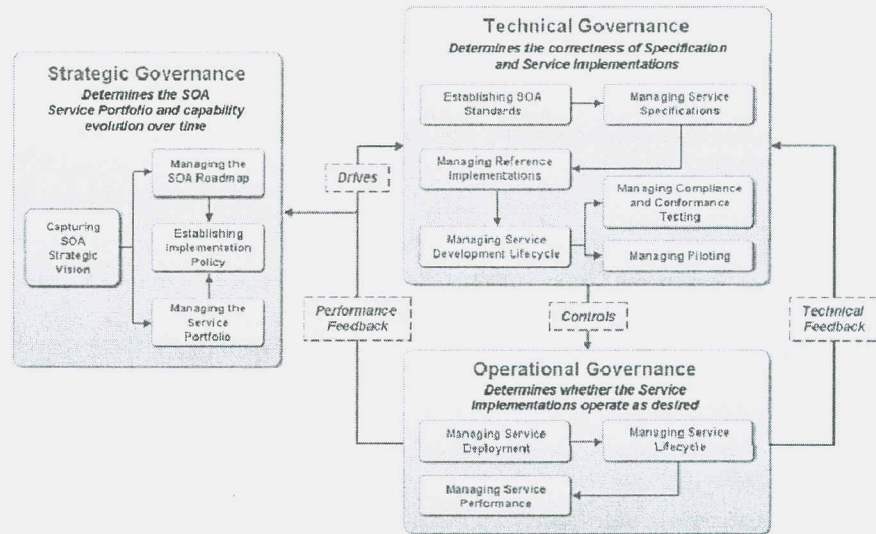 Strategic Governance
Determines the SOA
Service Portfolio and capability
evolution over time
Managing the
SOA Roadmap
Capturing
SOA
Strategic
Vision
Establishing
Implementation
Policy
Managing the
Service
Portfolio
Drives
Performance
Feedback
Technical Governance
Determines the correctness of Specification
and Service Implementations
Establishing SOA
Standards
Managing Service
Specifications
Managing Reference
Implementations
Managing Compliance
and Conformance
Testing
Managing Service
Development Lifecycle
Managing Piloting
Controls
Technical
Feedback
Operational Governance
Determines whether the Service
Implementations operate as desired
Managing Service
Deployment
Managing Service
Lifecycle
Managing Service
Performance